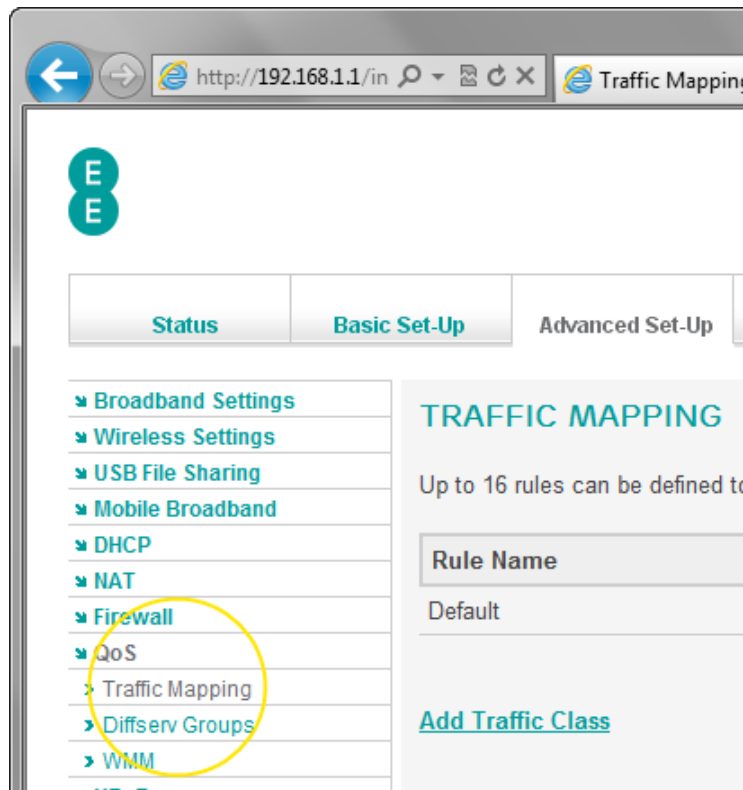 http://192.168.1.1/in
Traffic Mapping
E
E
Status
Basic Set-Up
Advanced Set-Up
Broadband Settings
Wireless Settings
USB File Sharing
Mobile Broadband
DHCP
NAT
Firewall
QoS
Traffic Mapping
Diffserv Groups
WMM
TRAFFIC MAPPING
Up to 16 rules can be defined to
Rule Name
Default
Add Traffic Class